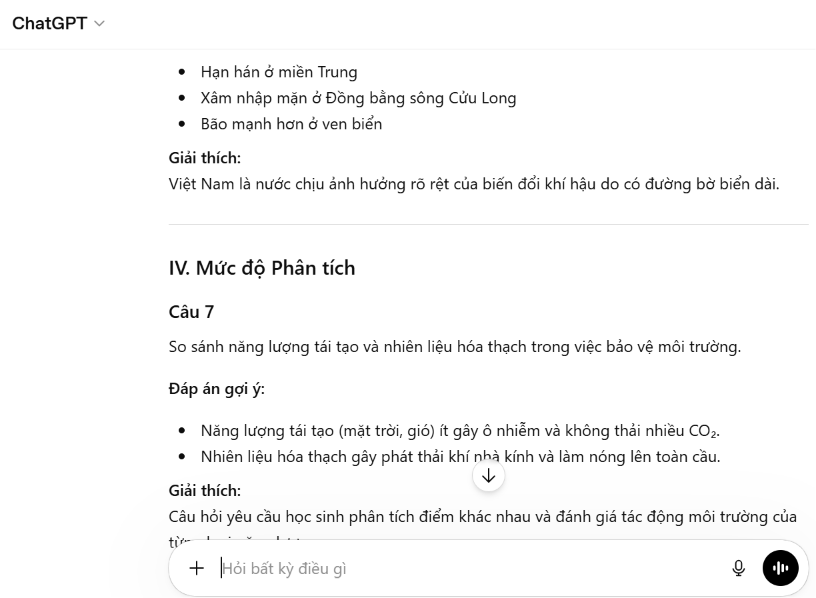 ChatGPT
Hạn hán ở miền Trung
Xâm nhập mặn ở Đồng bằng sông Cửu Long
Bão mạnh hơn ở ven biển
Giải thích:
Việt Nam là nước chịu ảnh hưởng rõ rệt của biến đổi khí hậu do có đường bờ biển dài.
IV. Mức độ Phân tích
Câu 7
So sánh năng lượng tái tạo và nhiên liệu hóa thạch trong việc bảo vệ môi trường.
Đáp án gợi ý:
Năng lượng tái tạo (mặt trời, gió) ít gây ô nhiễm và không thải nhiều CO₂.
Nhiên liệu hóa thạch gây phát thải khí nhà kính và làm nóng lên toàn cầu.
Giải thích:
Câu hỏi yêu cầu học sinh phân tích điểm khác nhau và đánh giá tác động môi trường của
Hỏi bất kỳ điều gì